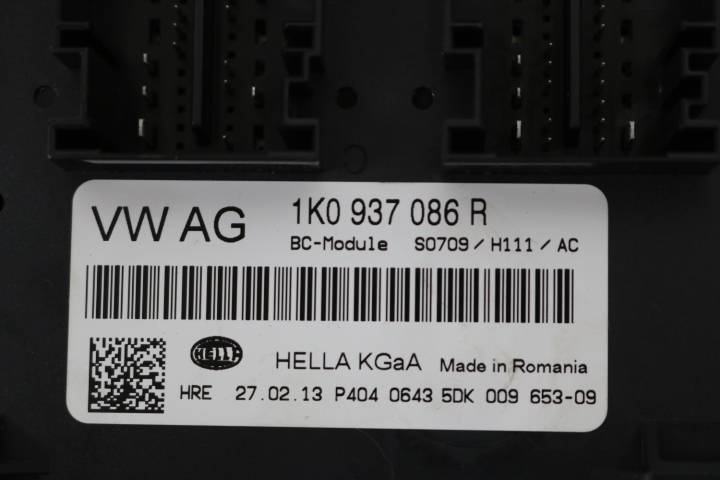 VW AG
1K0 937 086 R
BC-Module S0709 / H111 / AC
HELLA
HELLA KGaA Made in Romania
HRE 27.02.13 P404 0643 5DK 009 653-09